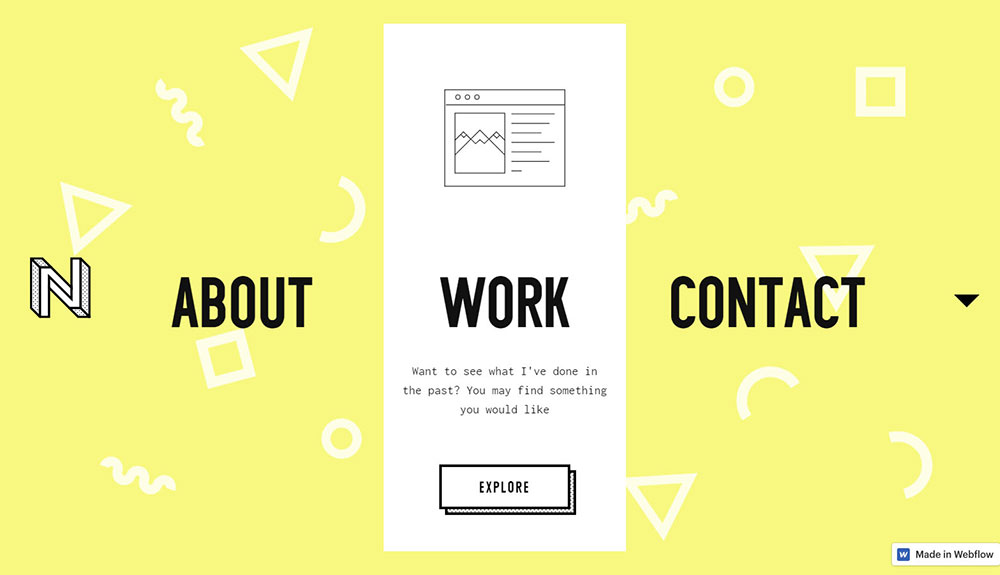 N
ABOUT
WORK
CONTACT
Want to see what I've done in
the past? You may find something
you would like
EXPLORE
W Made in Webflow